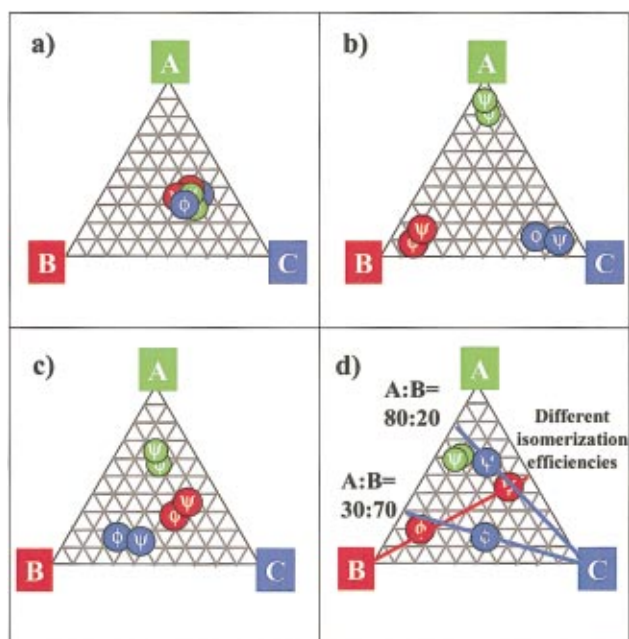 a)
A
ϕ
B
C
b)
A
Ψ
Ψ
Ψ
B
C
c)
A
Ψ
Ψ
ϕ
Ψ
B
C
d)
A
A:B=
80:20
Different
isomerization
efficiencies
Ψ
A:B=
30:70
ϕ
B
C